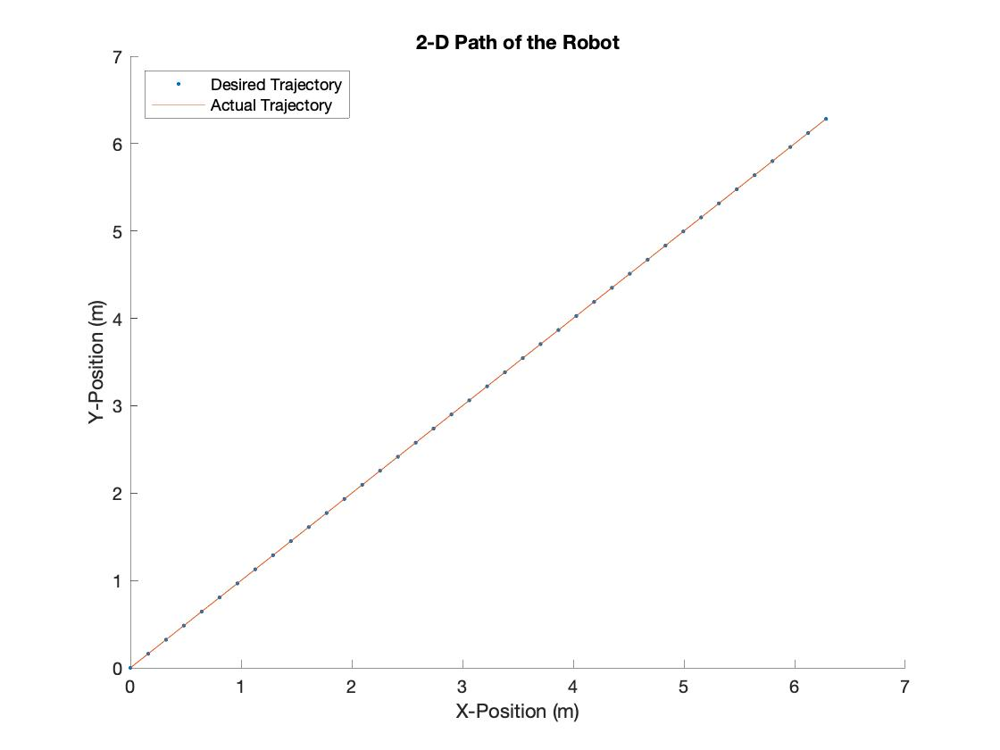 2-D Path of the Robot
Desired Trajectory
Actual Trajectory
7
6
5
4
3
2
1
0
Y-Position (m)
0 1 2 3 4 5 6 7
X-Position (m)